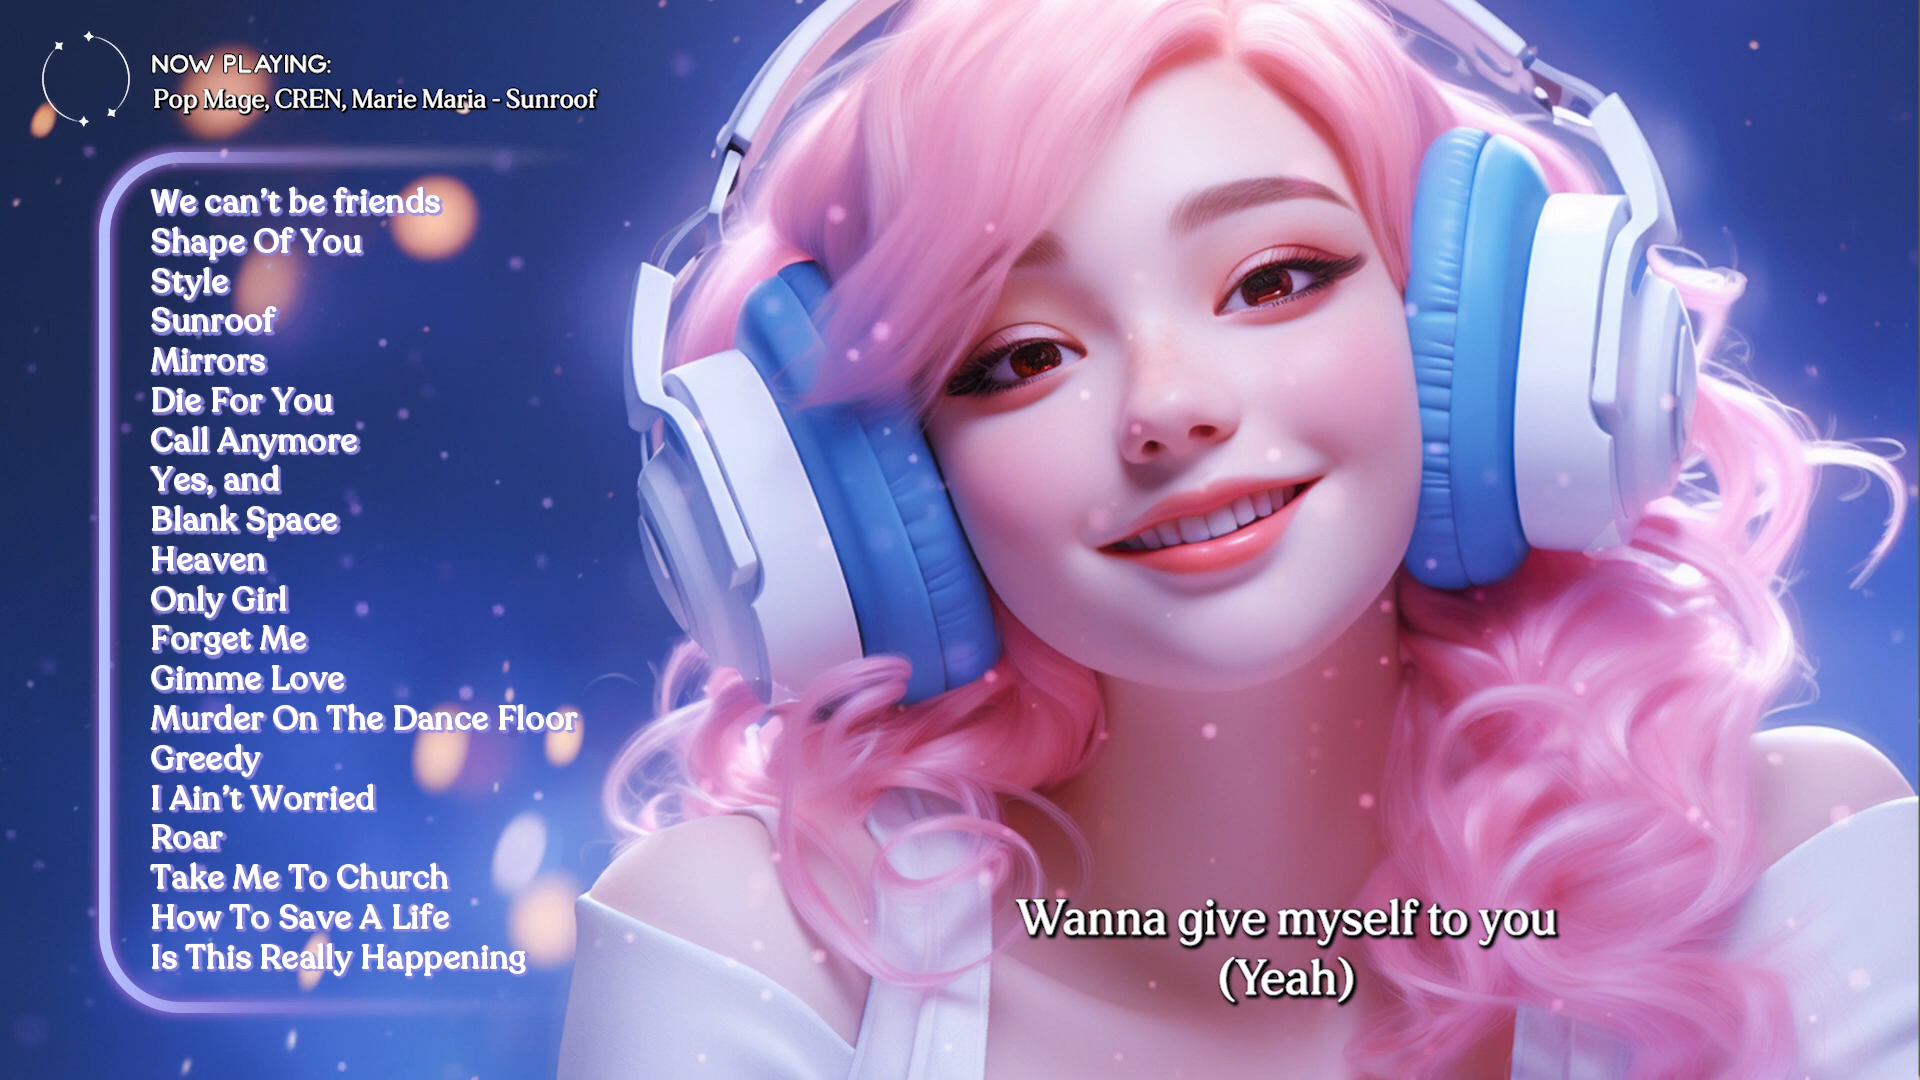 NOW PLAYING:
Pop Mage, CREN, Marie Maria - Sunroof
We can't be friends
Shape Of You
Style
Sunroof
Mirrors
Die For You
Call Anymore
Yes, and
Blank Space
Heaven
Only Girl
Forget Me
Gimme Love
Murder On The Dance Floor
Greedy
I Ain't Worried
Roar
Take Me To Church
How To Save A Life
Is This Really Happening
Wanna give myself to you
(Yeah)